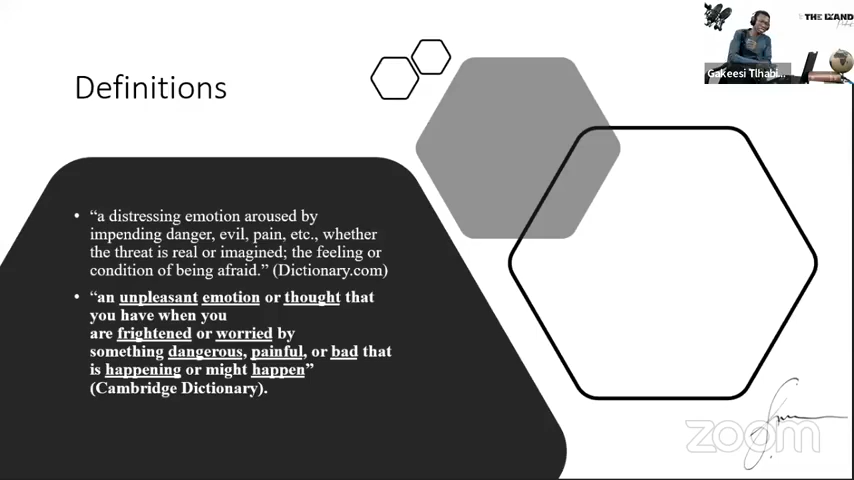 THE IZAND
Gakeesi Tlhabi...
Definitions
• “a distressing emotion aroused by
impending danger, evil, pain, etc., whether
the threat is real or imagined; the feeling or
condition of being afraid.” (Dictionary.com)
• “an unpleasant emotion or thought that
you have when you
are frightened or worried by
something dangerous, painful, or bad that
is happening or might happen”
(Cambridge Dictionary).
zoom